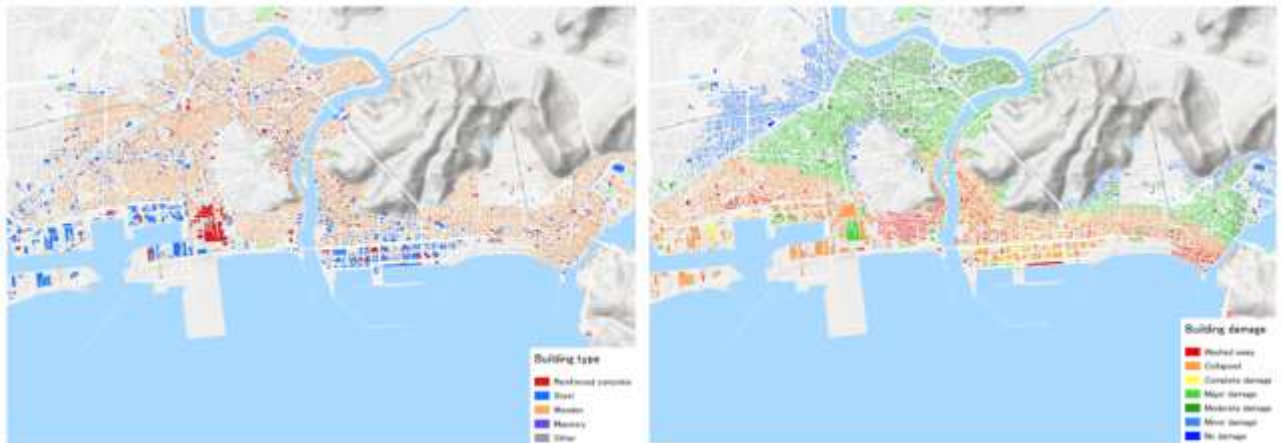 Building type
Reinforced concrete
Steel
Wooden
Masonry
Other
Building damage
Washed away
Collapsed
Complete damage
Major damage
Moderate damage
Minor damage
No damage